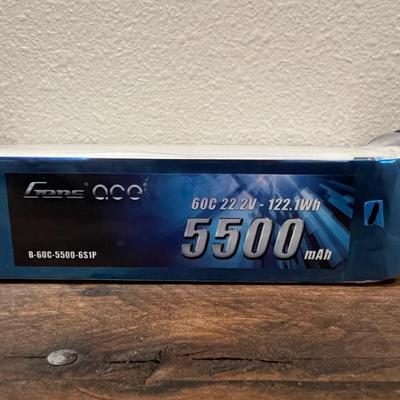 Gens ace
60C 22.2V - 122.1Wh
5500 mAh
B-60C-5500-6S1P